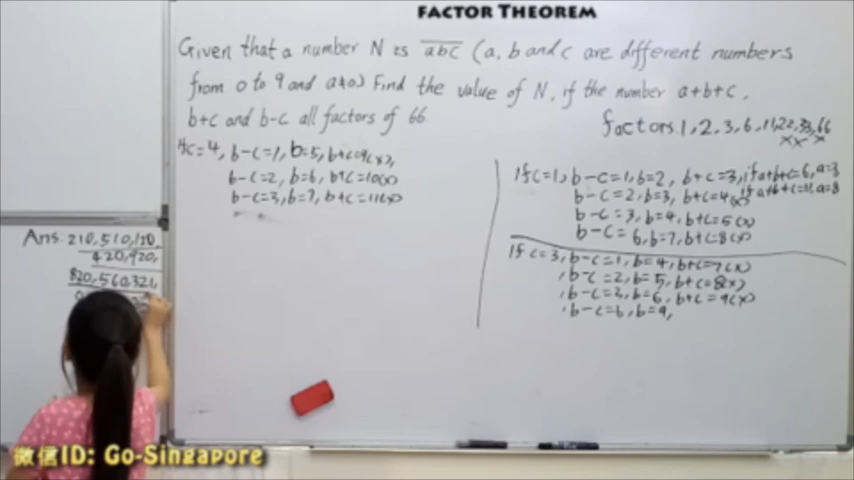 FACTOR THEOREM
Given that a number N is abc (a, b and c are different numbers
from 0 to 9 and a≠0) Find the value of N, if the number a+b+c,
b+c and b-c all factors of 66
factors 1, 2, 3, 6, 11, 22, 33, 66
× × ×
If c=4, b-c=1, b=5, b+c=9(x),
b-c=2, b=6, b+c=10(x)
b-c=3, b=7, b+c=11(x)
If c=1, b-c=1, b=2, b+c=3, if a+b+c=6, a=3
if a+b+c=11, a=8
b-c=2, b=3, b+c=4(x)
b-c=3, b=4, b+c=5(x)
b-c=6, b=7, b+c=8(x)
If c=3, b-c=1, b=4, b+c=7(x)
, b-c=2, b=5, b+c=8(x)
, b-c=3, b=6, b+c=9(x)
, b-c=6, b=9,
Ans: 210, 510, 120,
420, 920,
820, 560, 321,
微信ID: Go-Singapore